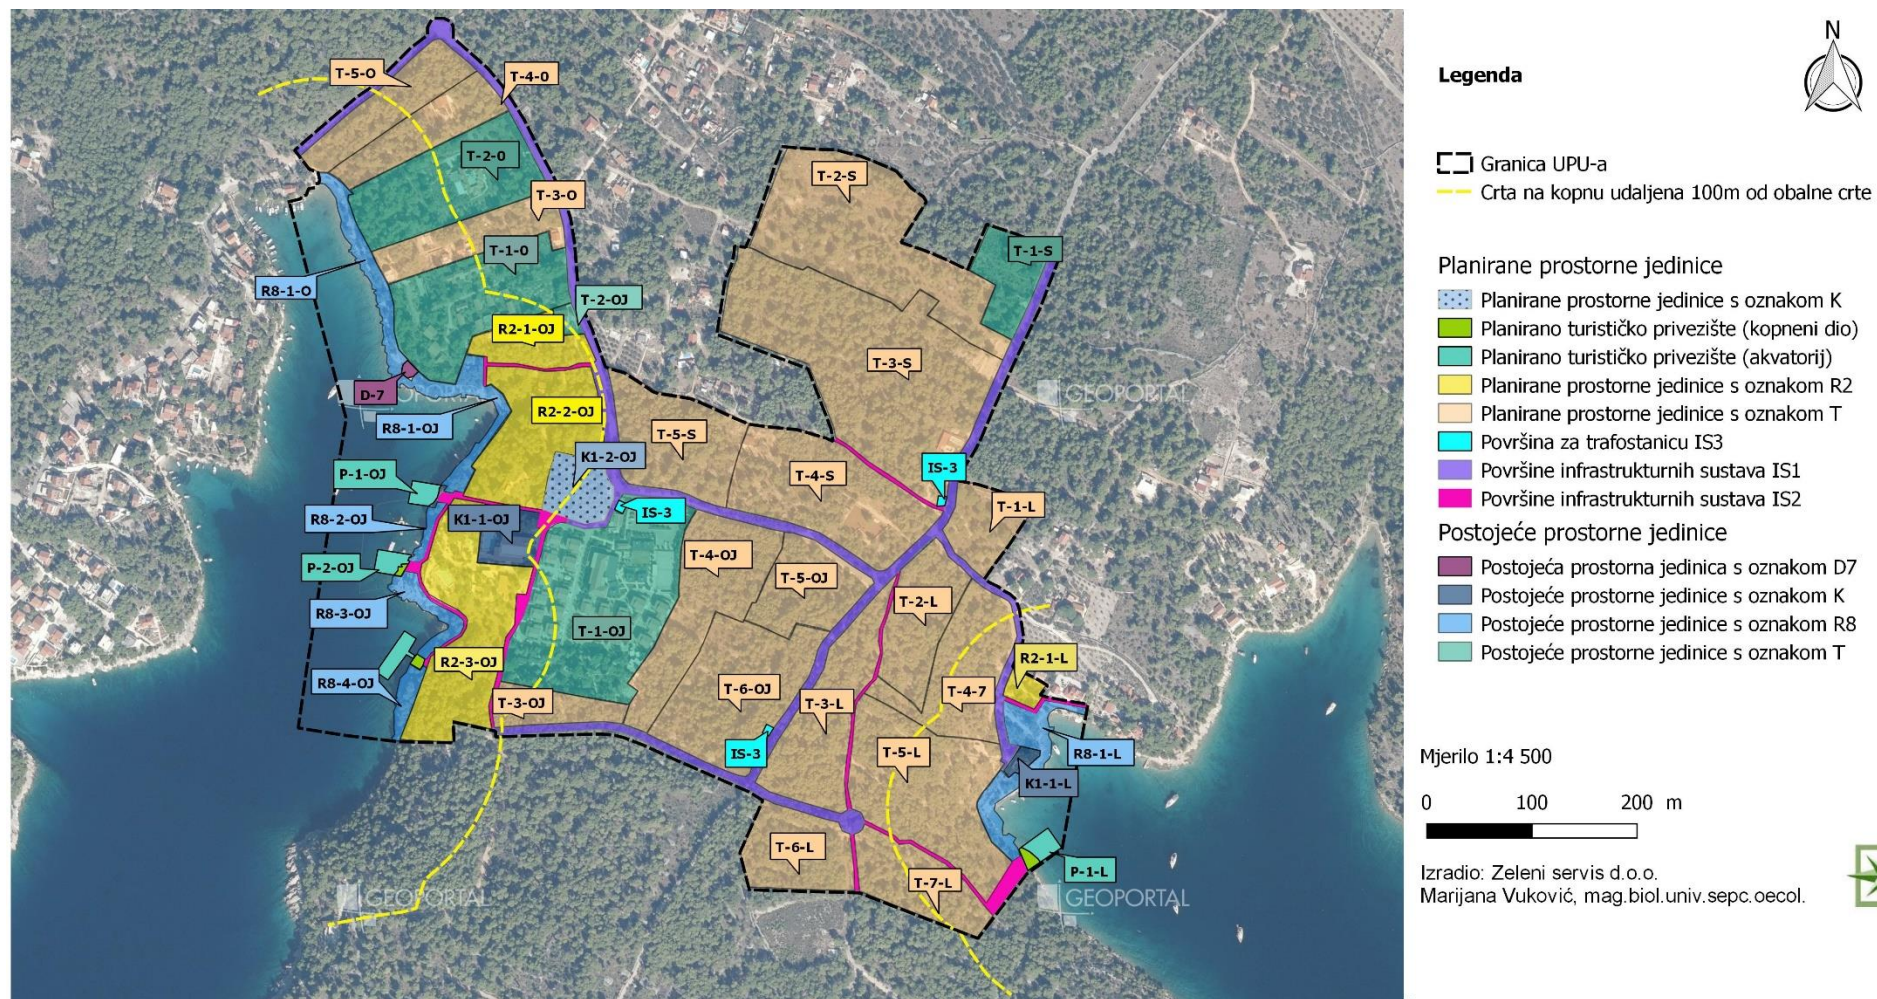 T-5-O
T-4-0
T-2-0
T-3-O
T-1-0
R8-1-O
T-2-OJ
R2-1-OJ
D-7
R8-1-OJ
R2-2-OJ
K1-2-OJ
P-1-OJ
R8-2-OJ
K1-1-OJ
IS-3
P-2-OJ
R8-3-OJ
T-1-OJ
R2-3-OJ
R8-4-OJ
T-3-OJ
T-2-S
T-1-S
T-3-S
T-5-S
T-4-S
IS-3
T-1-L
T-4-OJ
T-5-OJ
T-2-L
R2-1-L
T-6-OJ
T-3-L
T-4-7
IS-3
T-5-L
R8-1-L
K1-1-L
T-6-L
T-7-L
P-1-L
GEOPORTAL
GEOPORTAL
GEOPORTAL
GEOPORTAL
N
Legenda
Granica UPU-a
Crta na kopnu udaljena 100m od obalne crte
Planirane prostorne jedinice
Planirane prostorne jedinice s oznakom K
Planirano turističko privezište (kopneni dio)
Planirano turističko privezište (akvatorij)
Planirane prostorne jedinice s oznakom R2
Planirane prostorne jedinice s oznakom T
Površina za trafostanicu IS3
Površine infrastrukturnih sustava IS1
Površine infrastrukturnih sustava IS2
Postojeće prostorne jedinice
Postojeća prostorna jedinica s oznakom D7
Postojeće prostorne jedinice s oznakom K
Postojeće prostorne jedinice s oznakom R8
Postojeće prostorne jedinice s oznakom T
Mjerilo 1:4 500
0 100 200 m
Izradio: Zeleni servis d.o.o.
Marijana Vuković, mag.biol.univ.sepc.oecol.